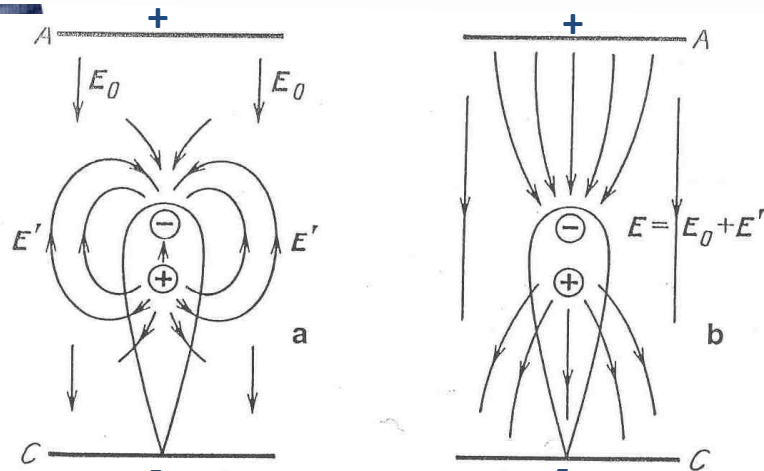 + +
A A
E₀ E₀
− −
E' E' E = E₀ + E'
+ +
a b
C C
- -